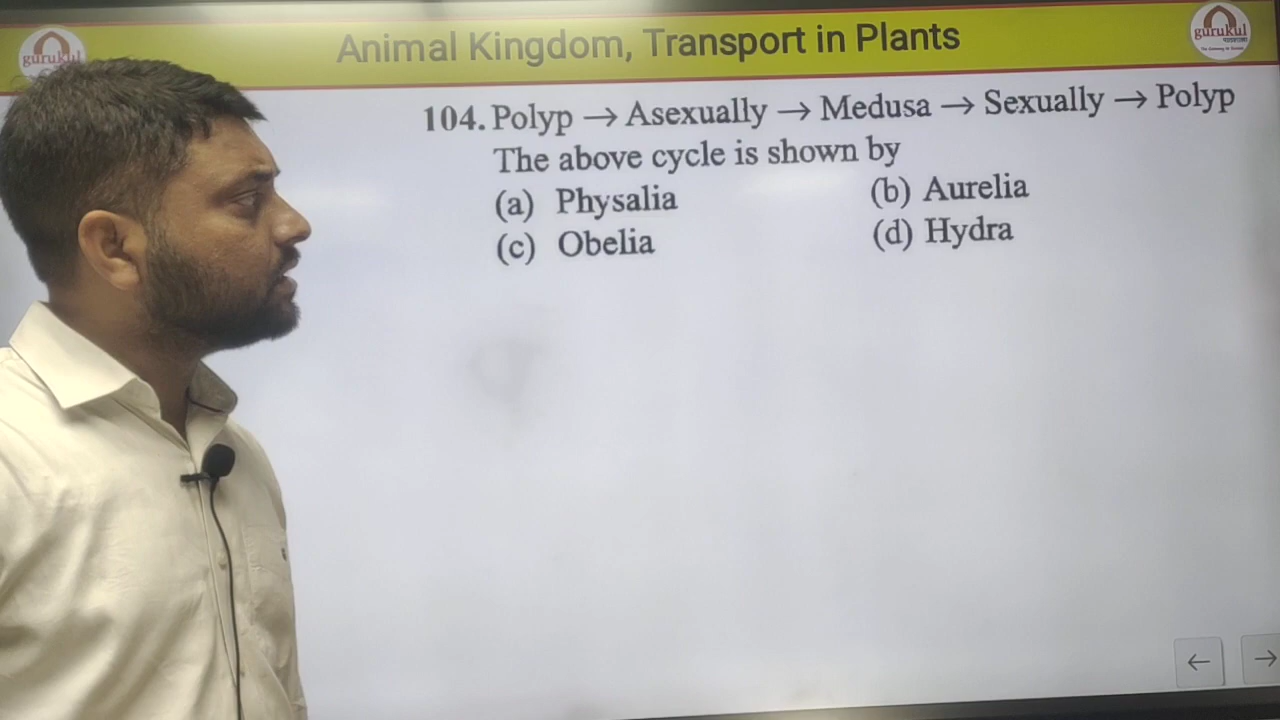 gurukul
Animal Kingdom, Transport in Plants
gurukul
104. Polyp → Asexually → Medusa → Sexually → Polyp
The above cycle is shown by
(a) Physalia
(b) Aurelia
(c) Obelia
(d) Hydra
← →